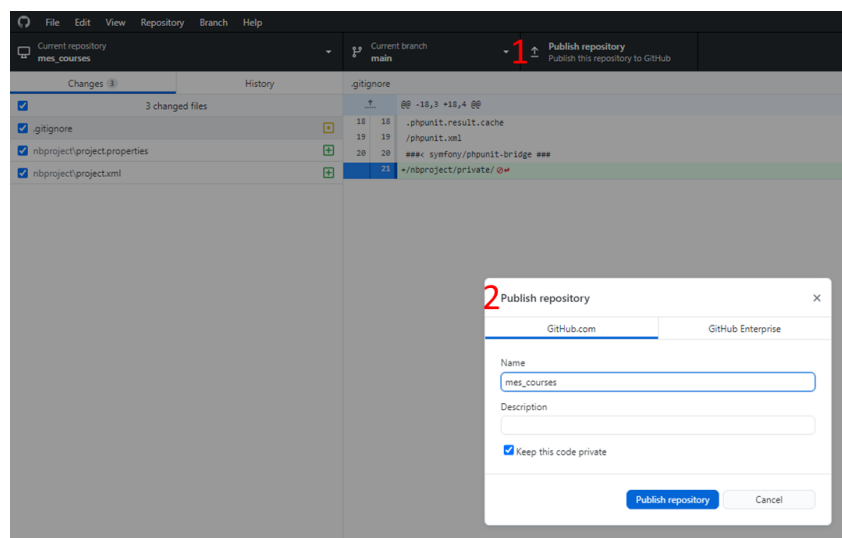 File Edit View Repository Branch Help
Current repository
mes_courses
Current branch
main
1
Publish repository
Publish this repository to GitHub
Changes 3
History
3 changed files
.gitignore
nbproject\project.properties
nbproject\project.xml
.gitignore
@@ -18,3 +18,4 @@
18 18 .phpunit.result.cache
19 19 /phpunit.xml
20 20 ###< symfony/phpunit-bridge ###
21 +/nbproject/private/
2
Publish repository
GitHub.com
GitHub Enterprise
Name
mes_courses
Description
Keep this code private
Publish repository
Cancel